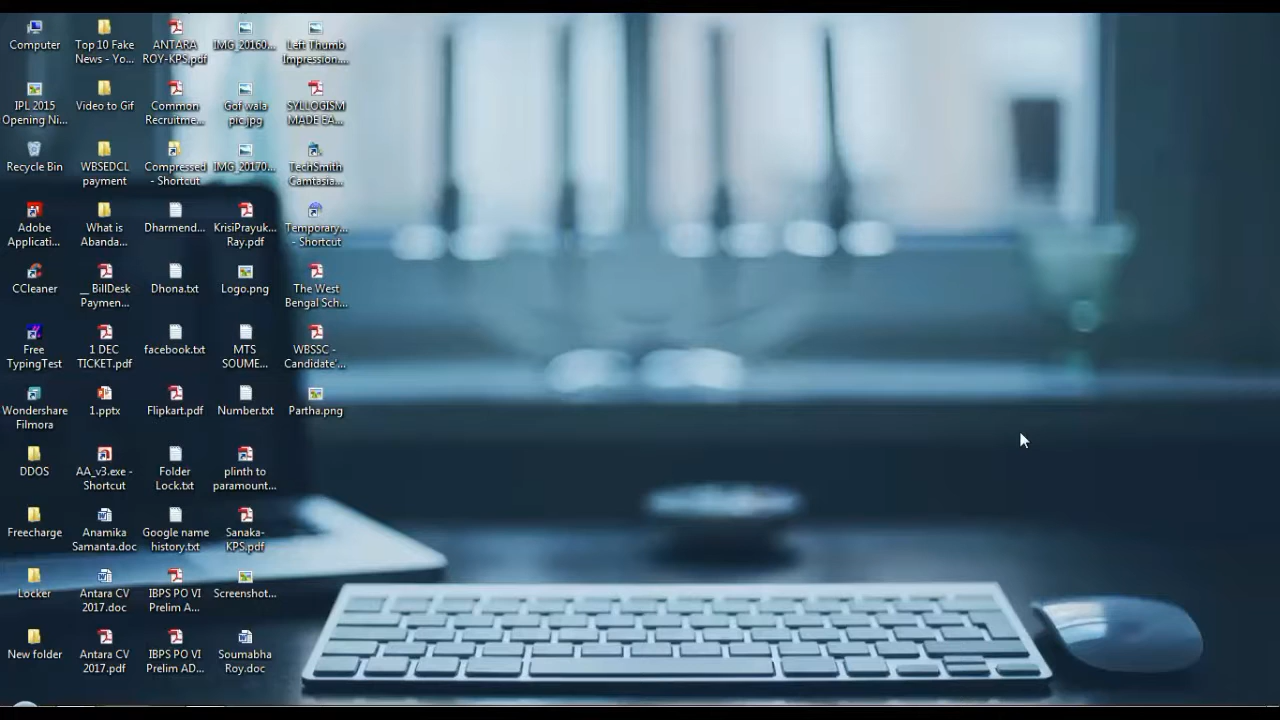 Computer
IPL 2015
Opening Ni...
Recycle Bin
Adobe
Applicati...
CCleaner
Free
TypingTest
Wondershare
Filmora
DDOS
Freecharge
Locker
New folder
Top 10 Fake
News - Yo...
Video to Gif
WBSEDCL
payment
What is
Abanda...
__ BillDesk
Paymen...
1 DEC
TICKET.pdf
1.pptx
AA_v3.exe -
Shortcut
Anamika
Samanta.doc
Antara CV
2017.doc
Antara CV
2017.pdf
ANTARA
ROY-KPS.pdf
Common
Recruitme...
Compressed
- Shortcut
Dharmend...
Dhona.txt
facebook.txt
Flipkart.pdf
Folder
Lock.txt
Google name
history.txt
IBPS PO VI
Prelim A...
IBPS PO VI
Prelim AD...
IMG_20160...
Gof wala
pic.jpg
IMG_20170...
KrisiPrayuk...
Ray.pdf
Logo.png
MTS
SOUME...
Number.txt
plinth to
paramount...
Sanaka-
KPS.pdf
Screenshot...
Soumabha
Roy.doc
Left Thumb
Impression....
SYLLOGISM
MADE EA...
TechSmith
Camtasia...
Temporary...
- Shortcut
The West
Bengal Sch...
WBSSC -
Candidate'...
Partha.png